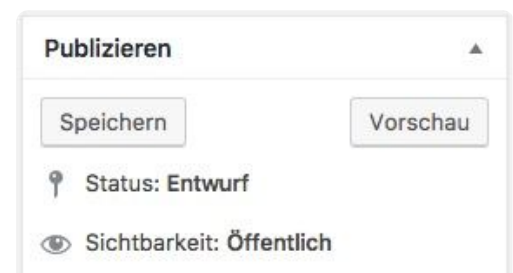 Publizieren
Speichern Vorschau
Status: Entwurf
Sichtbarkeit: Öffentlich